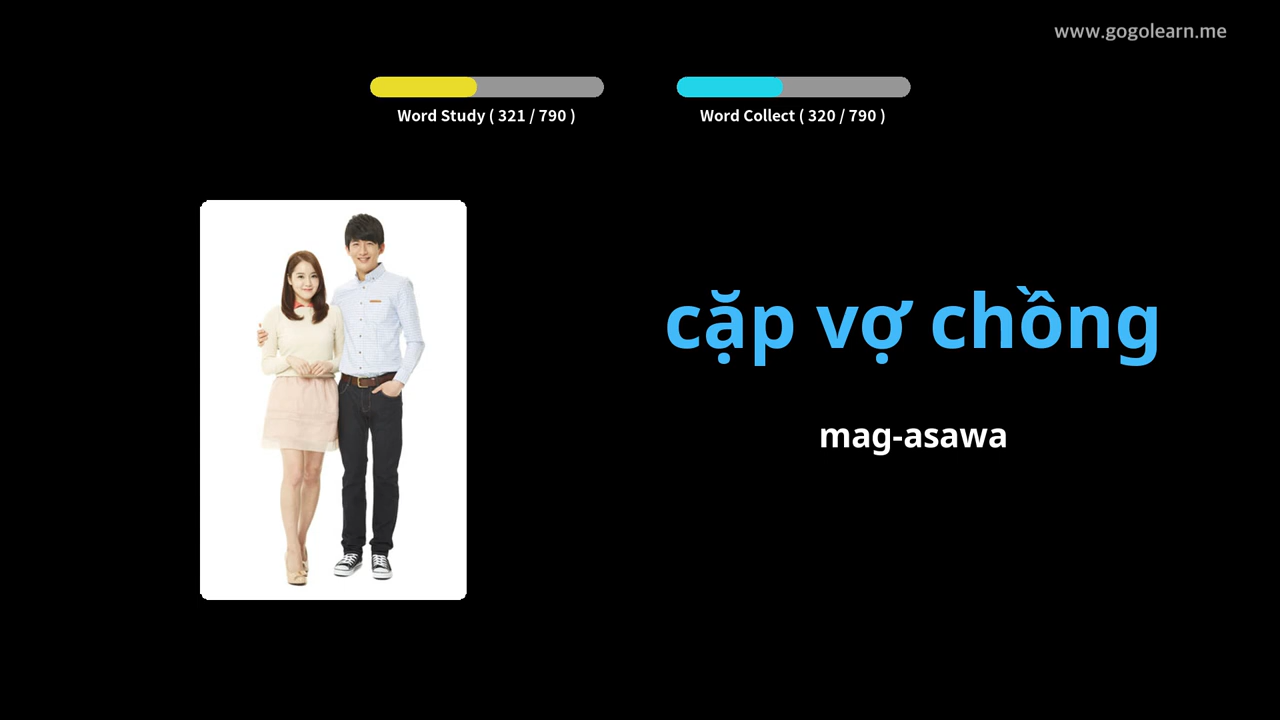 www.gogolearn.me
Word Study ( 321 / 790 )
Word Collect ( 320 / 790 )
cặp vợ chồng
mag-asawa